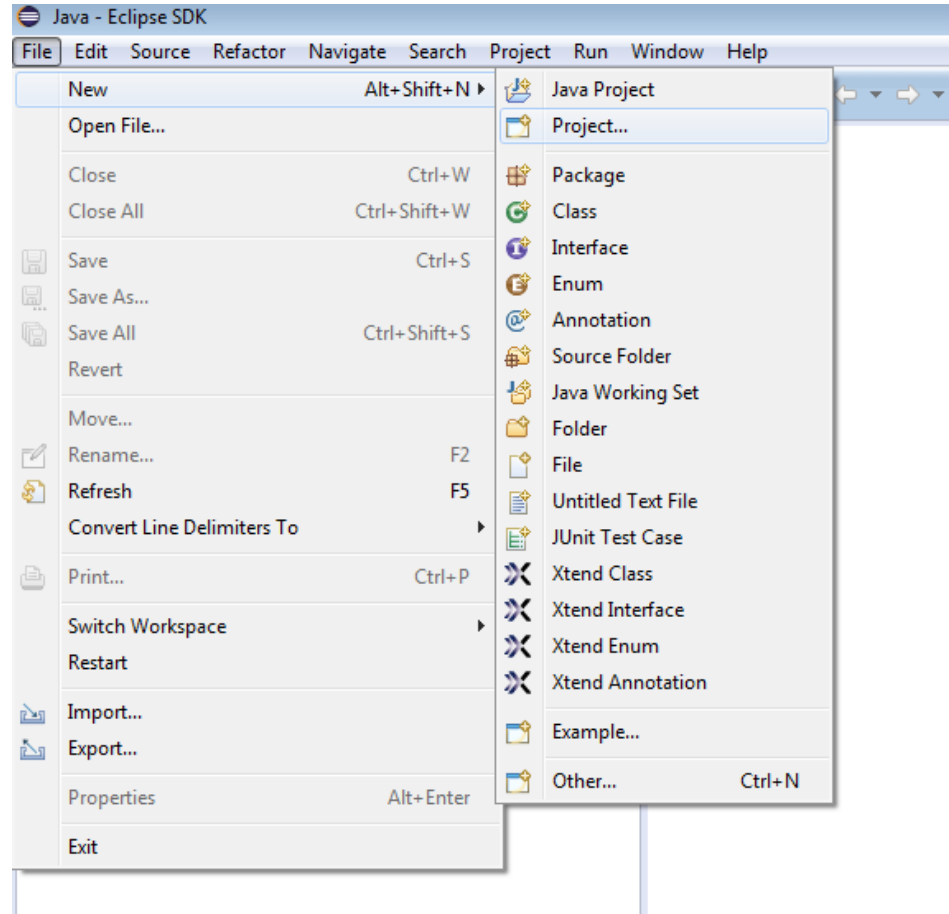 Java - Eclipse SDK
File Edit Source Refactor Navigate Search Project Run Window Help
New Alt+Shift+N
Open File...
Close Ctrl+W
Close All Ctrl+Shift+W
Save Ctrl+S
Save As...
Save All Ctrl+Shift+S
Revert
Move...
Rename... F2
Refresh F5
Convert Line Delimiters To
Print... Ctrl+P
Switch Workspace
Restart
Import...
Export...
Properties Alt+Enter
Exit
Java Project
Project...
Package
Class
Interface
Enum
Annotation
Source Folder
Java Working Set
Folder
File
Untitled Text File
JUnit Test Case
Xtend Class
Xtend Interface
Xtend Enum
Xtend Annotation
Example...
Other... Ctrl+N